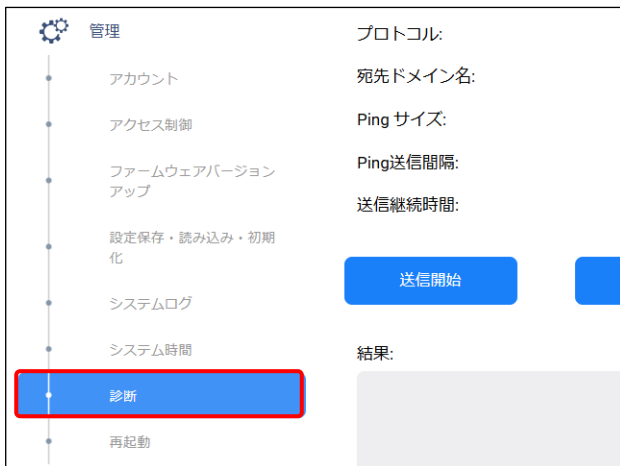 管理
アカウント
アクセス制御
ファームウェアバージョン
アップ
設定保存・読み込み・初期
化
システムログ
システム時間
診断
再起動
プロトコル:
宛先ドメイン名:
Ping サイズ:
Ping送信間隔:
送信継続時間:
送信開始
結果: